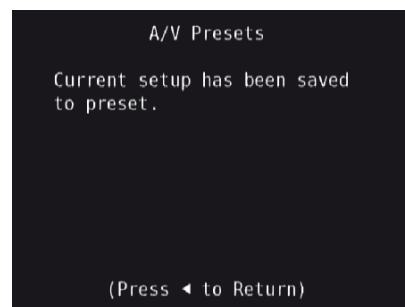 A/V Presets
Current setup has been saved
to preset.
(Press ◄ to Return)